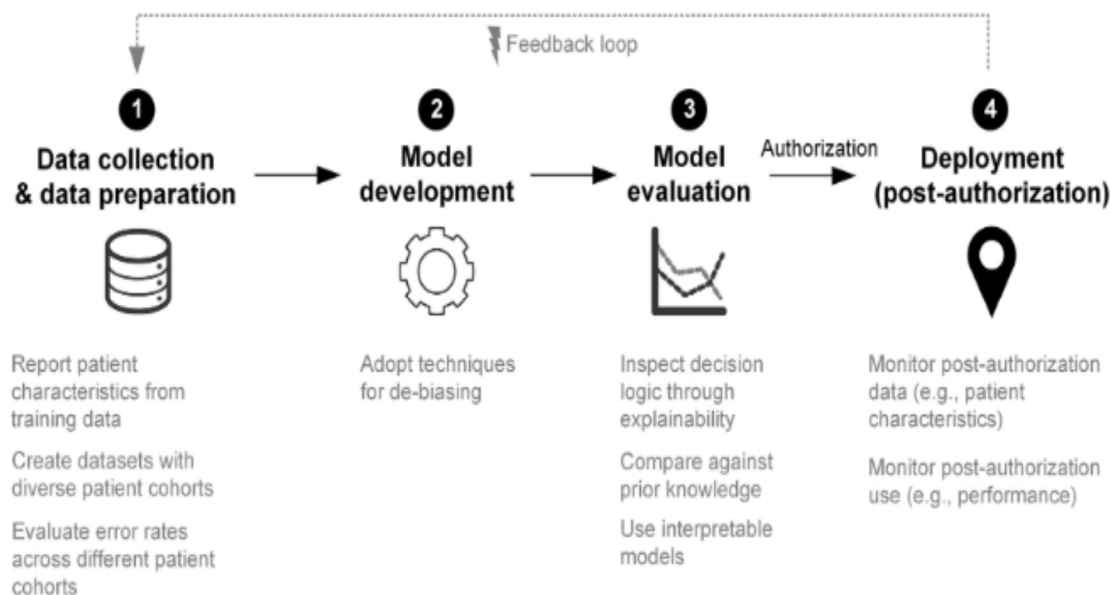 Feedback loop
1
Data collection
& data preparation
Report patient
characteristics from
training data
Create datasets with
diverse patient cohorts
Evaluate error rates
across different patient
cohorts
2
Model
development
Adopt techniques
for de-biasing
3
Model
evaluation
Inspect decision
logic through
explainability
Compare against
prior knowledge
Use interpretable
models
Authorization
4
Deployment
(post-authorization)
Monitor post-authorization
data (e.g., patient
characteristics)
Monitor post-authorization
use (e.g., performance)